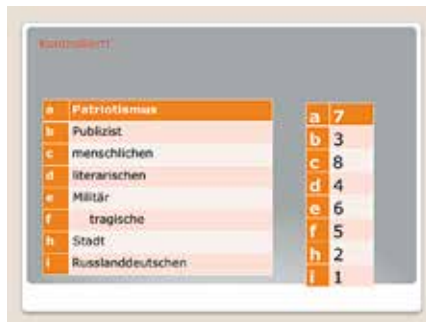 Kontrolliert!
a Patriotismus
b Publizist
c menschlichen
d literarischen
e Militär
f tragische
h Stadt
i Russlanddeutschen
a 7
b 3
c 8
d 4
e 6
f 5
h 2
i 1